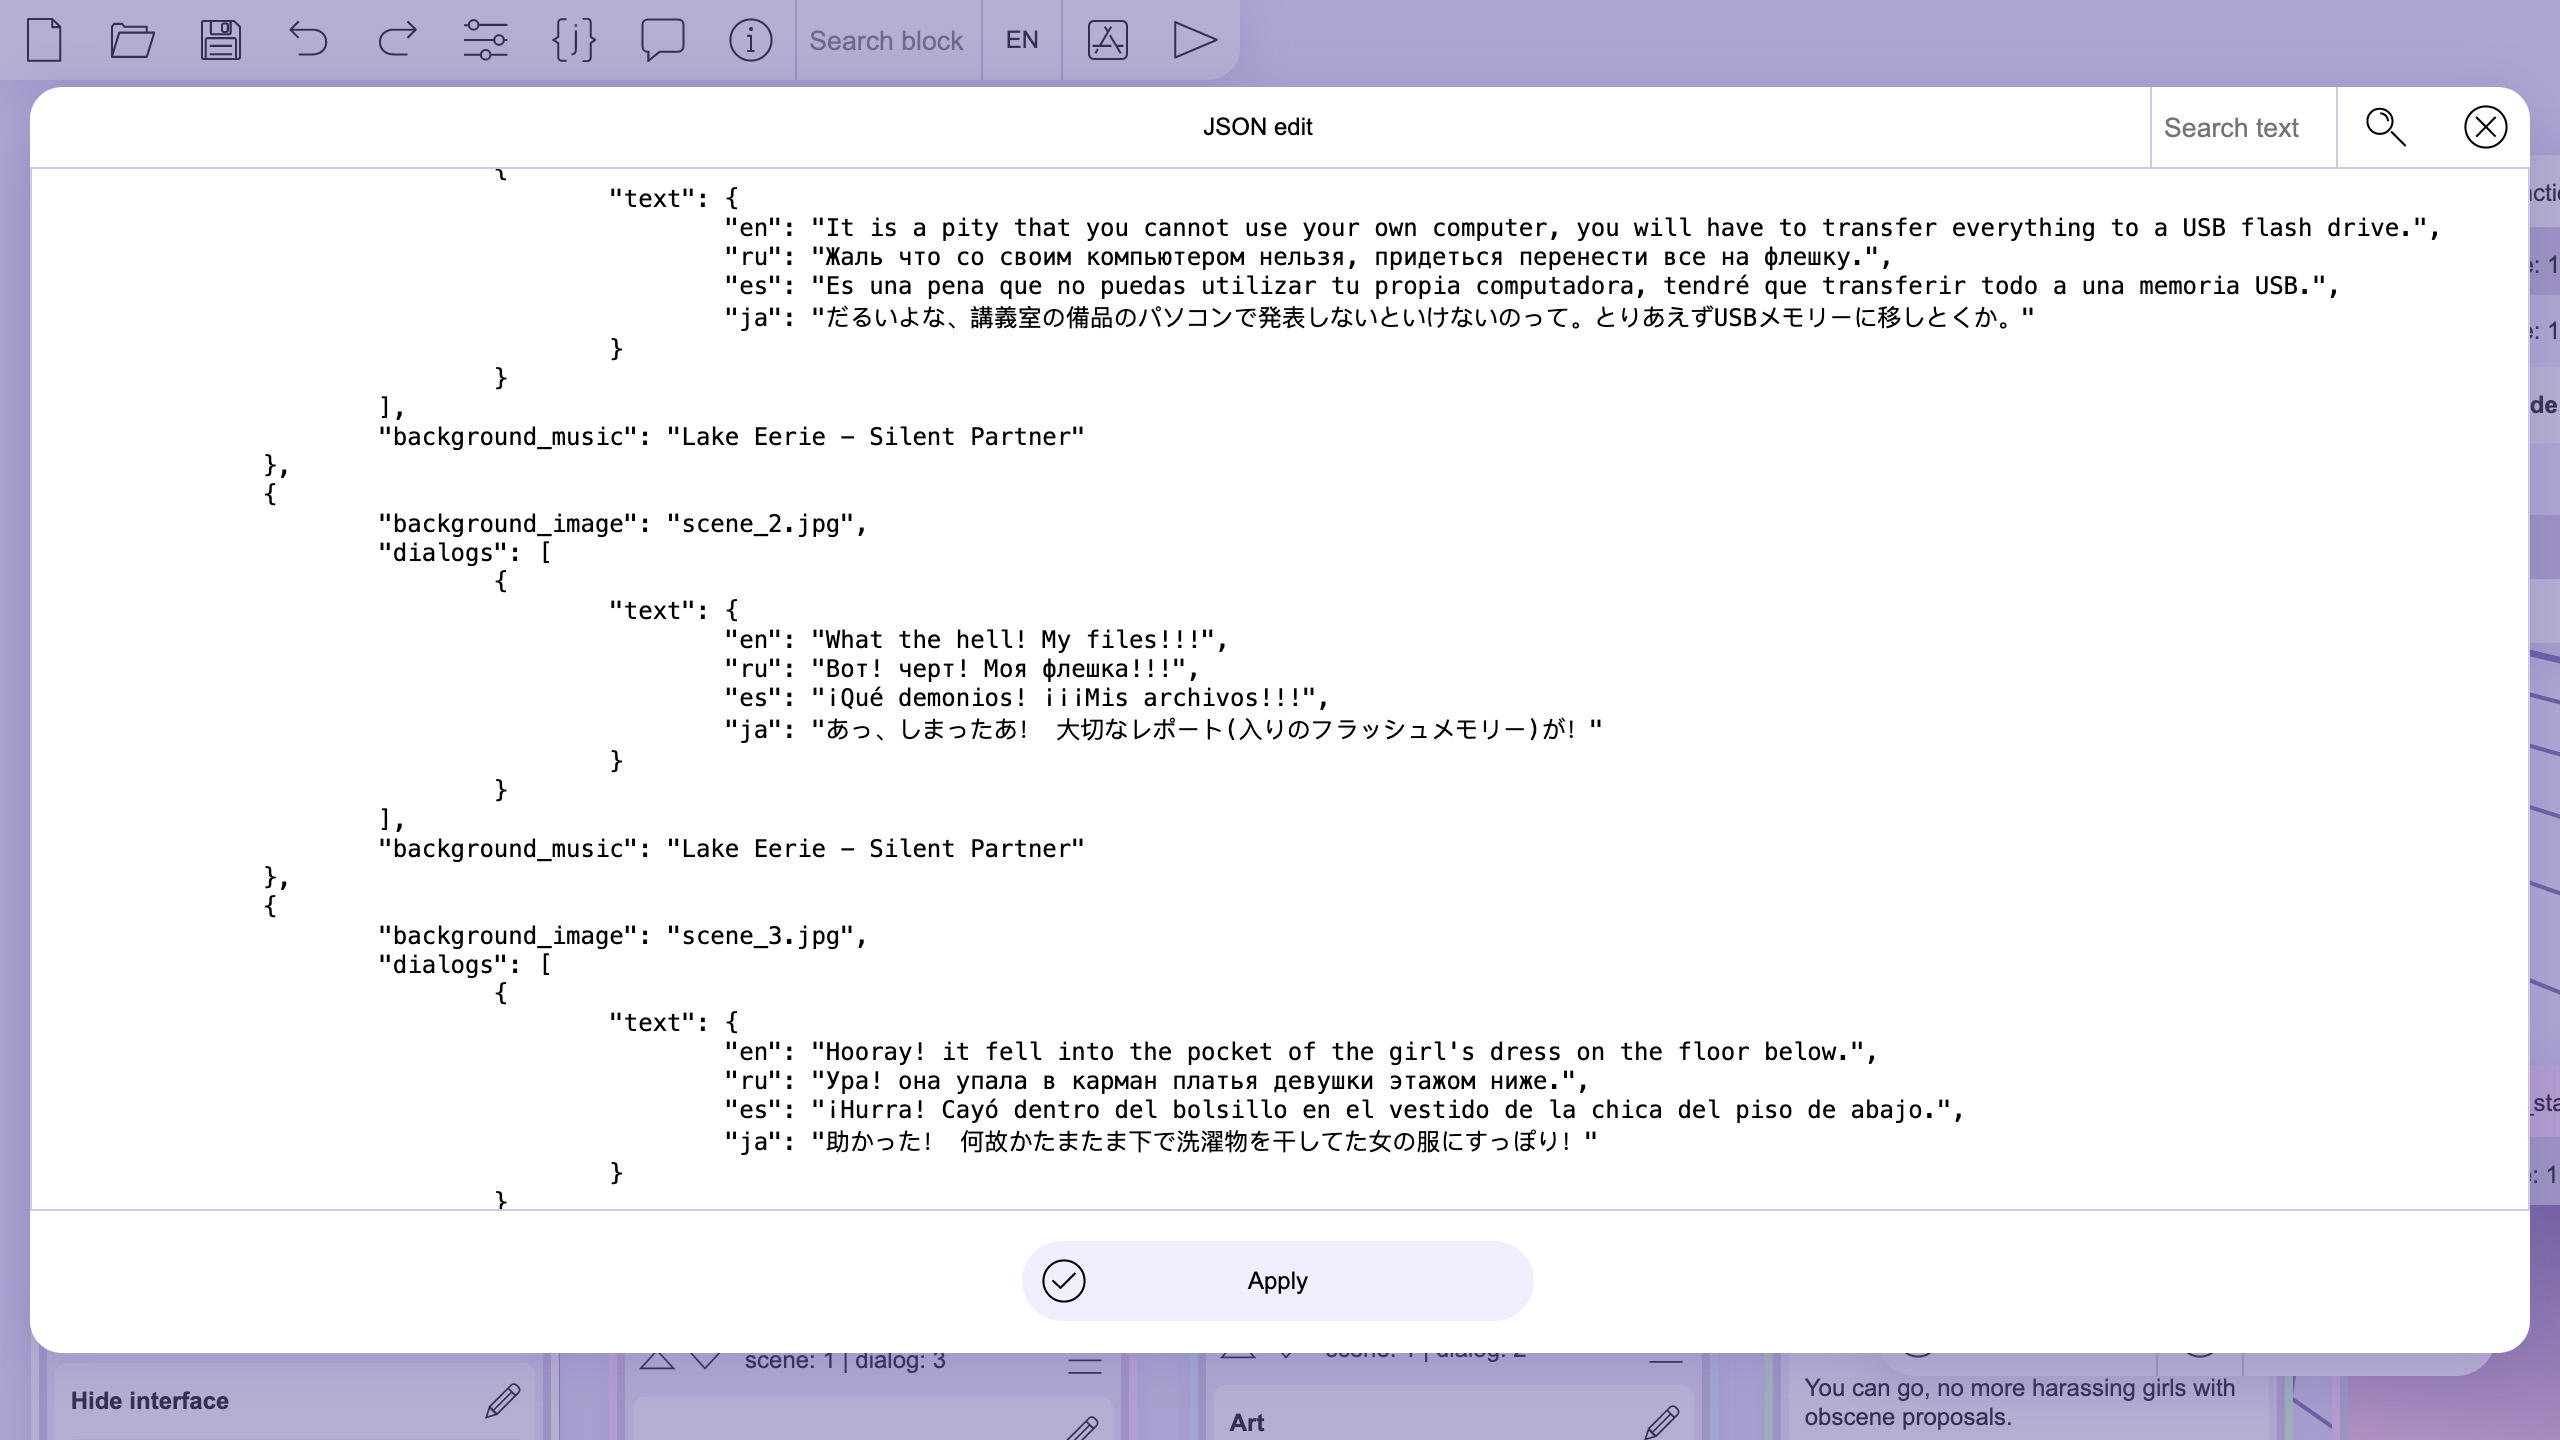 Search block
EN
JSON edit
Search text
{
"text": {
"en": "It is a pity that you cannot use your own computer, you will have to transfer everything to a USB flash drive.",
"ru": "Жаль что со своим компьютером нельзя, придеться перенести все на флешку.",
"es": "Es una pena que no puedas utilizar tu propia computadora, tendré que transferir todo a una memoria USB.",
"ja": "だるいよな、講義室の備品のパソコンで発表しないといけないのって。とりあえずUSBメモリーに移しとくか。"
}
}
],
"background_music": "Lake Eerie – Silent Partner"
},
{
"background_image": "scene_2.jpg",
"dialogs": [
{
"text": {
"en": "What the hell! My files!!!",
"ru": "Вот! черт! Моя флешка!!!",
"es": "¡Qué demonios! ¡¡¡Mis archivos!!!",
"ja": "あっ、しまったあ！　大切なレポート(入りのフラッシュメモリー)が！"
}
}
],
"background_music": "Lake Eerie – Silent Partner"
},
{
"background_image": "scene_3.jpg",
"dialogs": [
{
"text": {
"en": "Hooray! it fell into the pocket of the girl's dress on the floor below.",
"ru": "Ура! она упала в карман платья девушки этажом ниже.",
"es": "¡Hurra! Cayó dentro del bolsillo en el vestido de la chica del piso de abajo.",
"ja": "助かった！　何故かたまたま下で洗濯物を干してた女の服にすっぽり！"
}
}
Apply
scene: 1 | dialog: 3
scene: 1 | dialog: 2
Hide interface
Art
You can go, no more harassing girls with
obscene proposals.